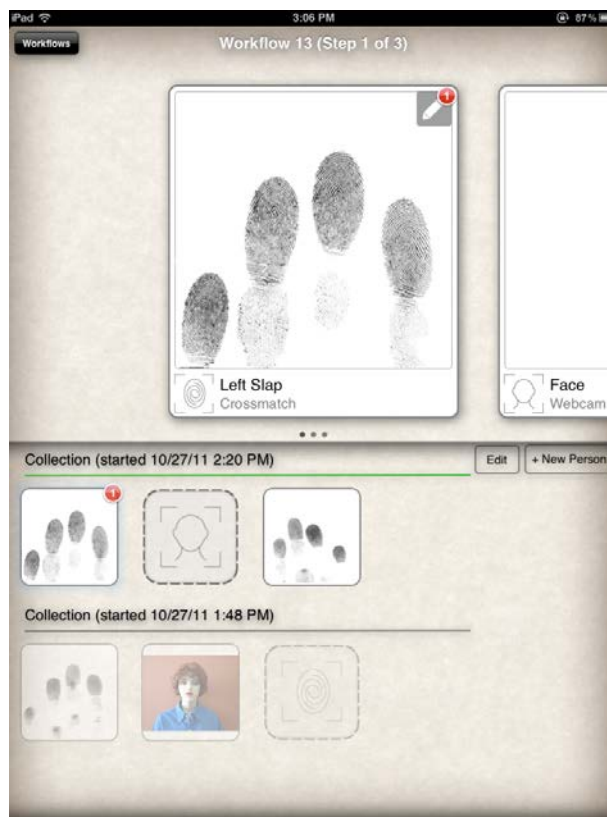 iPad 3:06 PM 87%
Workflows Workflow 13 (Step 1 of 3)
1
Left Slap
Crossmatch
Face
Webcam
Collection (started 10/27/11 2:20 PM) Edit + New Person
1
Collection (started 10/27/11 1:48 PM)